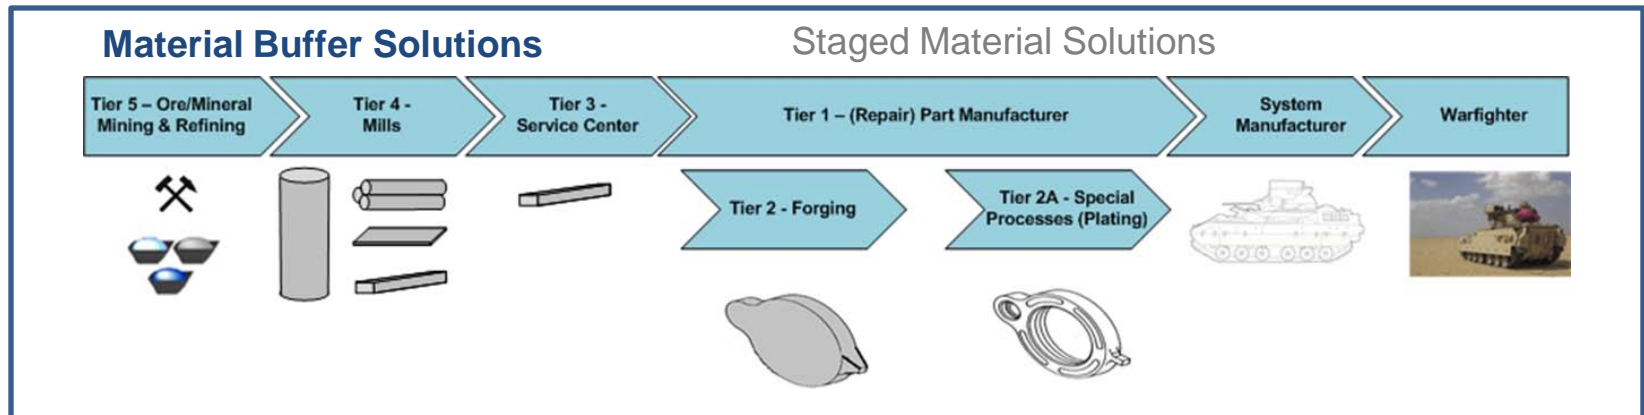 Material Buffer Solutions
Staged Material Solutions
Tier 5 – Ore/Mineral
Mining & Refining
Tier 4 -
Mills
Tier 3 -
Service Center
Tier 1 – (Repair) Part Manufacturer
System
Manufacturer
Warfighter
Tier 2 - Forging
Tier 2A - Special
Processes (Plating)